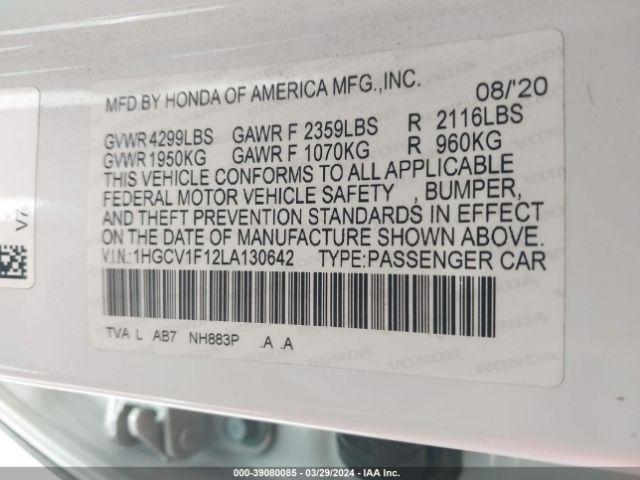 MFD BY HONDA OF AMERICA MFG.,INC. 08/'20
GVWR 4299LBS GAWR F 2359LBS R 2116LBS
GVWR 1950KG GAWR F 1070KG R 960KG
THIS VEHICLE CONFORMS TO ALL APPLICABLE
FEDERAL MOTOR VEHICLE SAFETY , BUMPER,
AND THEFT PREVENTION STANDARDS IN EFFECT
ON THE DATE OF MANUFACTURE SHOWN ABOVE.
V.I.N.:1HGCV1F12LA130642 TYPE:PASSENGER CAR
TVA L AB7 NH883P .A .A
000-39080085 - 03/29/2024 - IAA Inc.